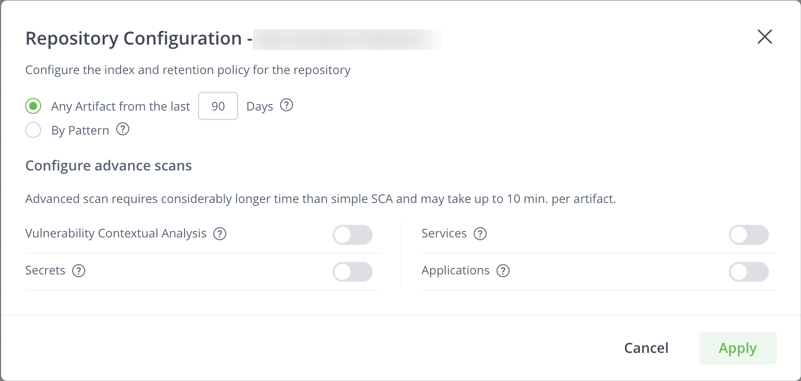 Repository Configuration -
Configure the index and retention policy for the repository
Any Artifact from the last 90 Days ?
By Pattern ?
Configure advance scans
Advanced scan requires considerably longer time than simple SCA and may take up to 10 min. per artifact.
Vulnerability Contextual Analysis ?
Services ?
Secrets ?
Applications ?
Cancel
Apply